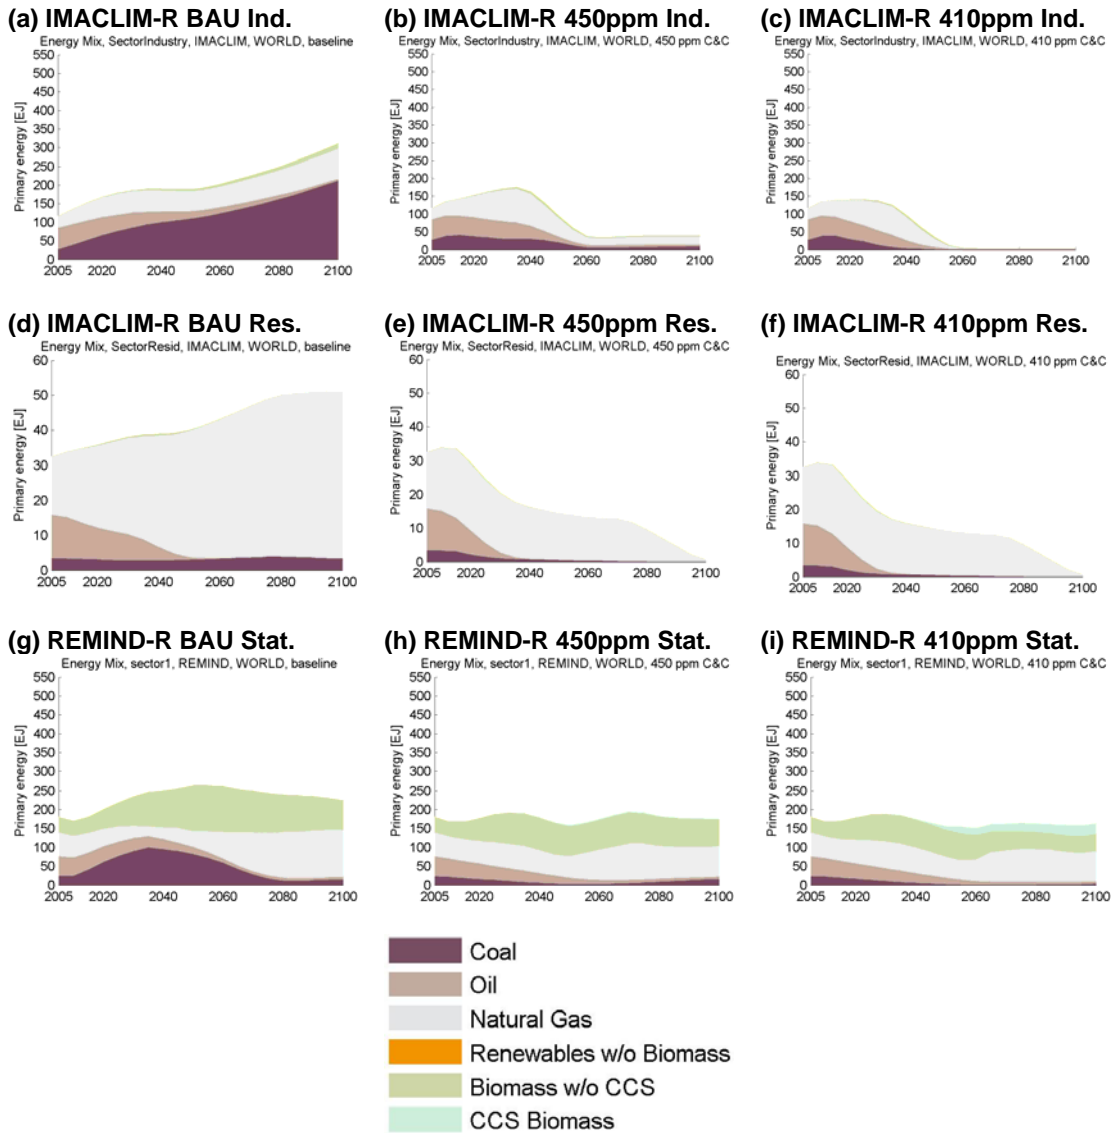 (a) IMACLIM-R BAU Ind.
Energy Mix, SectorIndustry, IMACLIM, WORLD, baseline
Primary energy [EJ]
550
500
450
400
350
300
250
200
150
100
50
0
2005 2020 2040 2060 2080 2100
(b) IMACLIM-R 450ppm Ind.
Energy Mix, SectorIndustry, IMACLIM, WORLD, 450 ppm C&C
Primary energy [EJ]
550
500
450
400
350
300
250
200
150
100
50
0
2005 2020 2040 2060 2080 2100
(c) IMACLIM-R 410ppm Ind.
Energy Mix, SectorIndustry, IMACLIM, WORLD, 410 ppm C&C
Primary energy [EJ]
550
500
450
400
350
300
250
200
150
100
50
0
2005 2020 2040 2060 2080 2100
(d) IMACLIM-R BAU Res.
Energy Mix, SectorResid, IMACLIM, WORLD, baseline
Primary energy [EJ]
60
50
40
30
20
10
0
2005 2020 2040 2060 2080 2100
(e) IMACLIM-R 450ppm Res.
Energy Mix, SectorResid, IMACLIM, WORLD, 450 ppm C&C
Primary energy [EJ]
60
50
40
30
20
10
0
2005 2020 2040 2060 2080 2100
(f) IMACLIM-R 410ppm Res.
Energy Mix, SectorResid, IMACLIM, WORLD, 410 ppm C&C
Primary energy [EJ]
60
50
40
30
20
10
0
2005 2020 2040 2060 2080 2100
(g) REMIND-R BAU Stat.
Energy Mix, sector1, REMIND, WORLD, baseline
Primary energy [EJ]
550
500
450
400
350
300
250
200
150
100
50
0
2005 2020 2040 2060 2080 2100
(h) REMIND-R 450ppm Stat.
Energy Mix, sector1, REMIND, WORLD, 450 ppm C&C
Primary energy [EJ]
550
500
450
400
350
300
250
200
150
100
50
0
2005 2020 2040 2060 2080 2100
(i) REMIND-R 410ppm Stat.
Energy Mix, sector1, REMIND, WORLD, 410 ppm C&C
Primary energy [EJ]
550
500
450
400
350
300
250
200
150
100
50
0
2005 2020 2040 2060 2080 2100
Coal
Oil
Natural Gas
Renewables w/o Biomass
Biomass w/o CCS
CCS Biomass